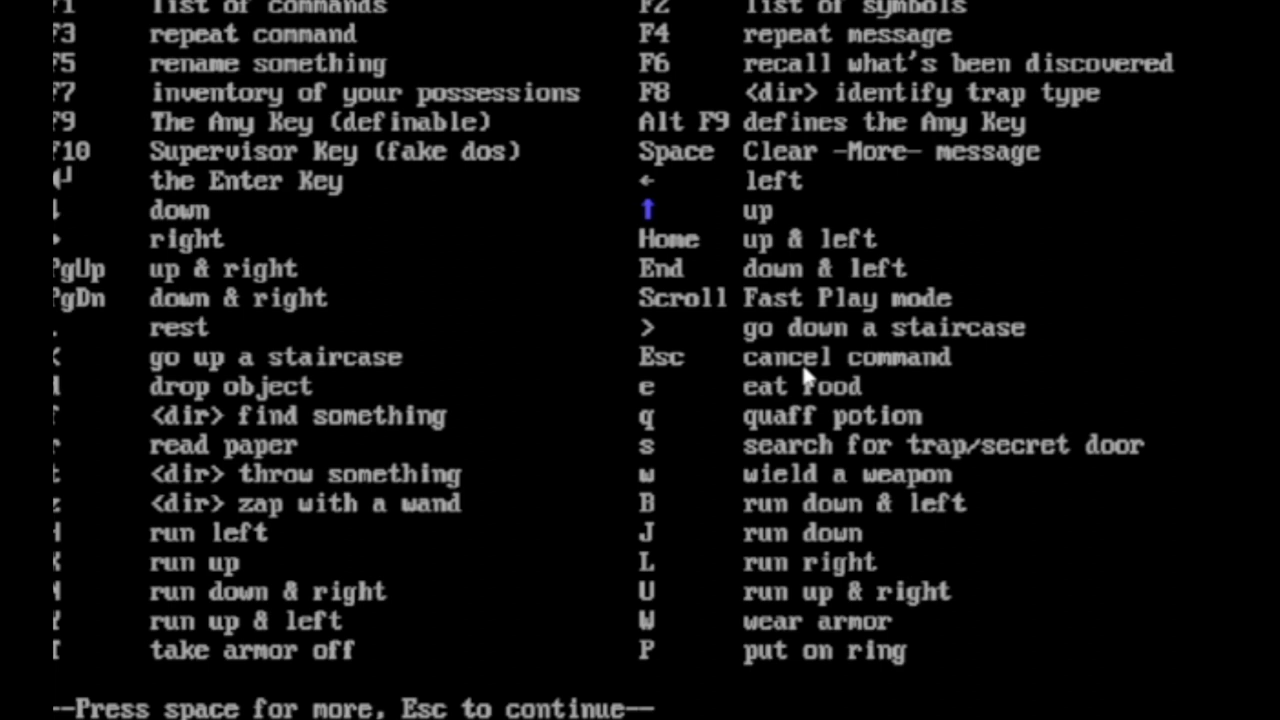 F1 list of commands F2 list of symbols
F3 repeat command F4 repeat message
F5 rename something F6 recall what's been discovered
F7 inventory of your possessions F8 <dir> identify trap type
F9 The Any Key (definable) Alt F9 defines the Any Key
F10 Supervisor Key (fake dos) Space Clear -More- message
◄┘ the Enter Key ← left
↓ down ↑ up
→ right Home up & left
PgUp up & right End down & left
PgDn down & right Scroll Fast Play mode
. rest > go down a staircase
< go up a staircase Esc cancel command
d drop object e eat food
f <dir> find something q quaff potion
r read paper s search for trap/secret door
t <dir> throw something w wield a weapon
z <dir> zap with a wand B run down & left
H run left J run down
K run up L run right
N run down & right U run up & right
Y run up & left W wear armor
T take armor off P put on ring
--Press space for more, Esc to continue--